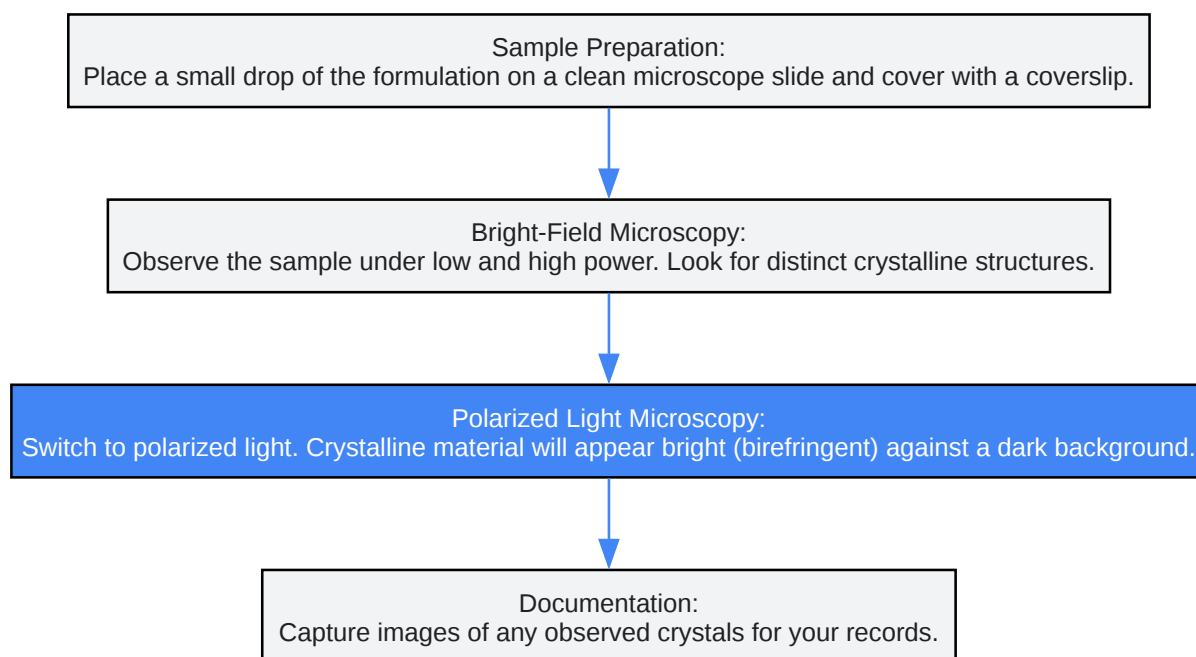 Sample Preparation:
Place a small drop of the formulation on a clean microscope slide and cover with a coverslip.
Bright-Field Microscopy:
Observe the sample under low and high power. Look for distinct crystalline structures.
Polarized Light Microscopy:
Switch to polarized light. Crystalline material will appear bright (birefringent) against a dark background.
Documentation:
Capture images of any observed crystals for your records.